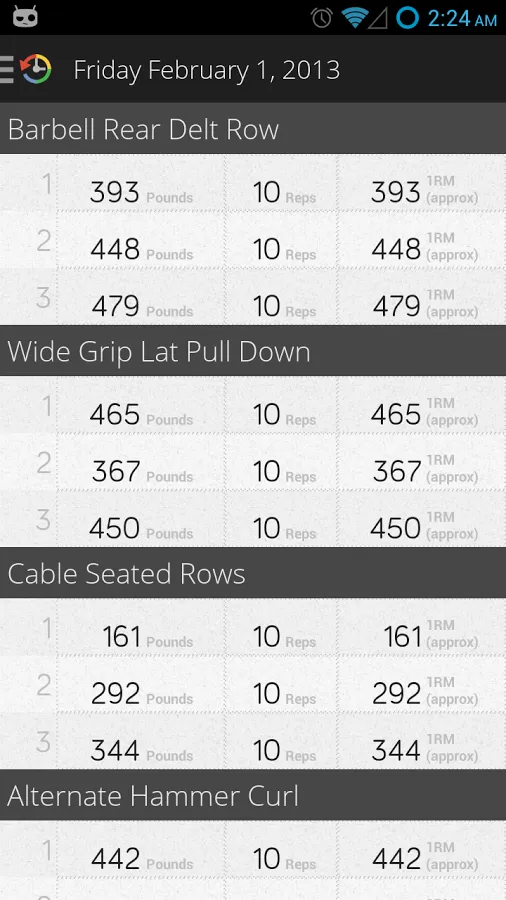 2:24 AM
Friday February 1, 2013
Barbell Rear Delt Row
1 393 Pounds 10 Reps 393 1RM (approx)
2 448 Pounds 10 Reps 448 1RM (approx)
3 479 Pounds 10 Reps 479 1RM (approx)
Wide Grip Lat Pull Down
1 465 Pounds 10 Reps 465 1RM (approx)
2 367 Pounds 10 Reps 367 1RM (approx)
3 450 Pounds 10 Reps 450 1RM (approx)
Cable Seated Rows
1 161 Pounds 10 Reps 161 1RM (approx)
2 292 Pounds 10 Reps 292 1RM (approx)
3 344 Pounds 10 Reps 344 1RM (approx)
Alternate Hammer Curl
1 442 Pounds 10 Reps 442 1RM (approx)